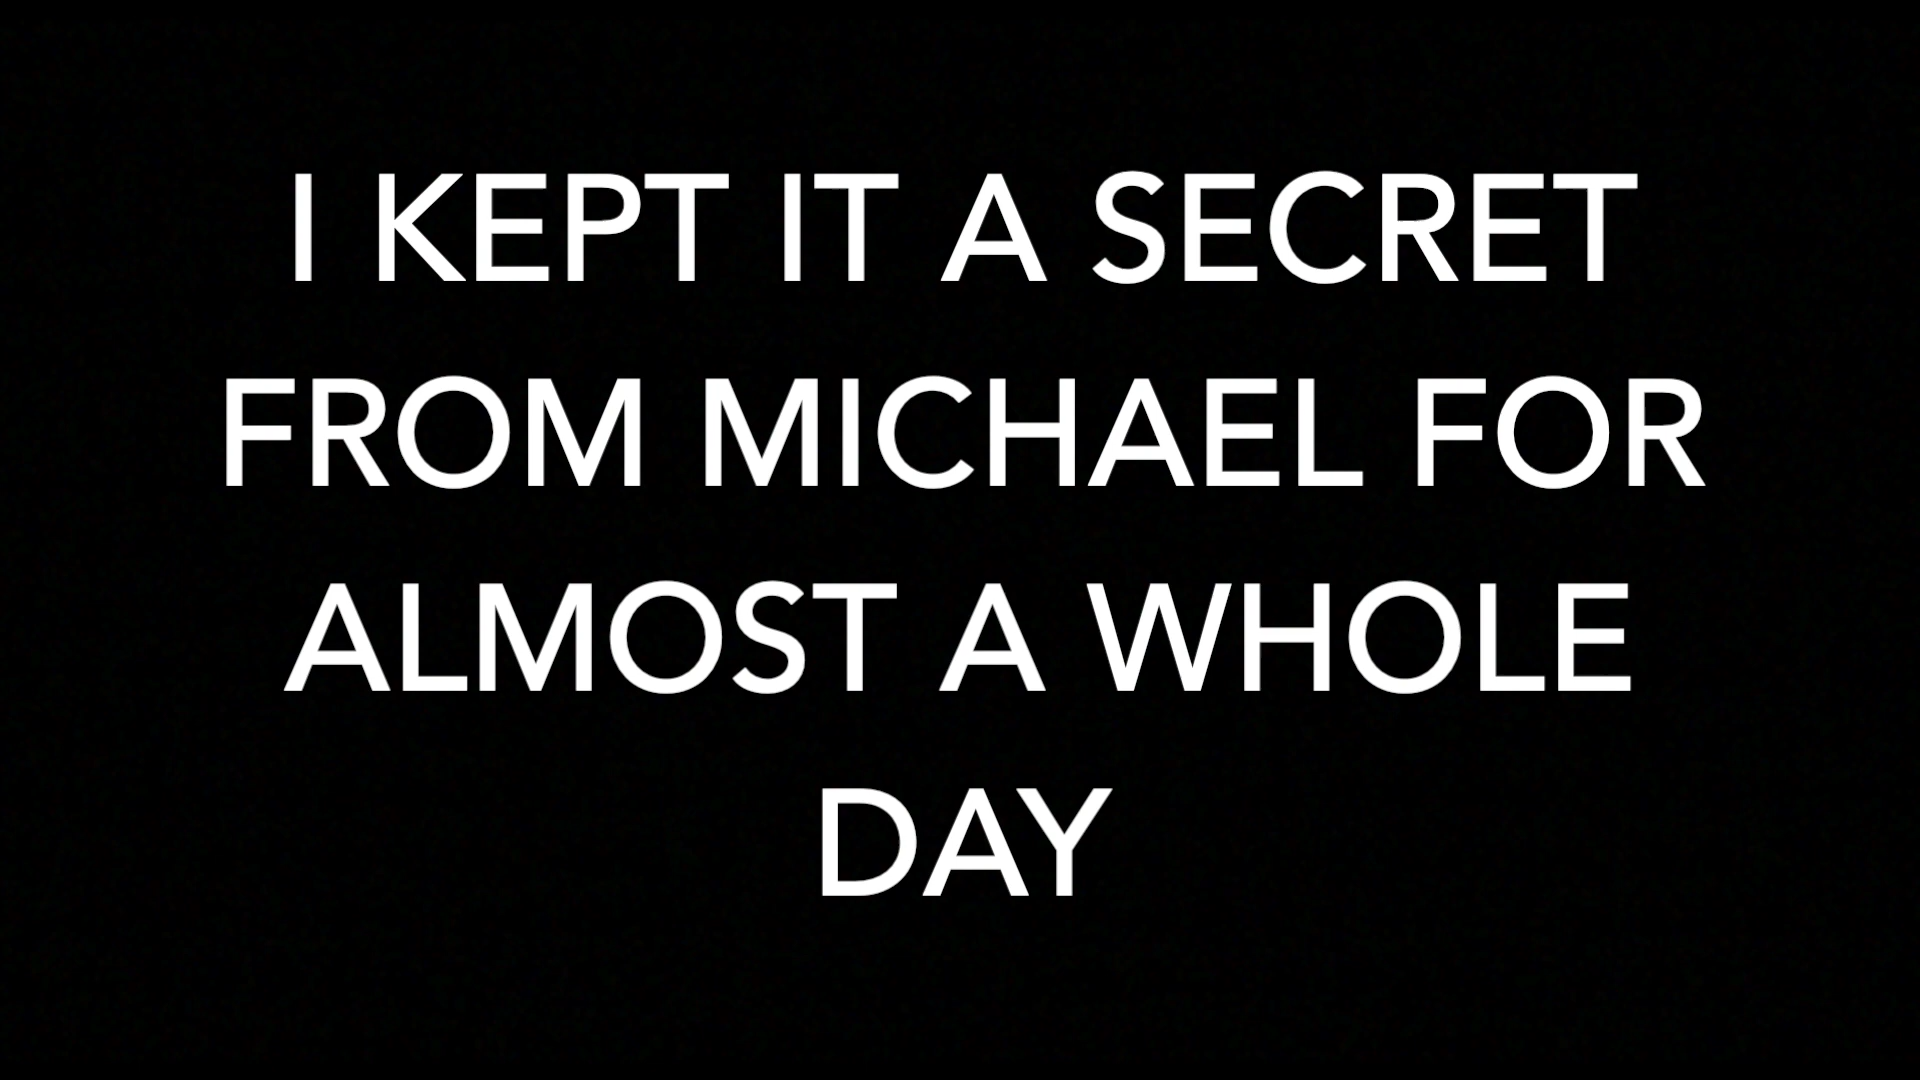 I KEPT IT A SECRET
FROM MICHAEL FOR
ALMOST A WHOLE
DAY